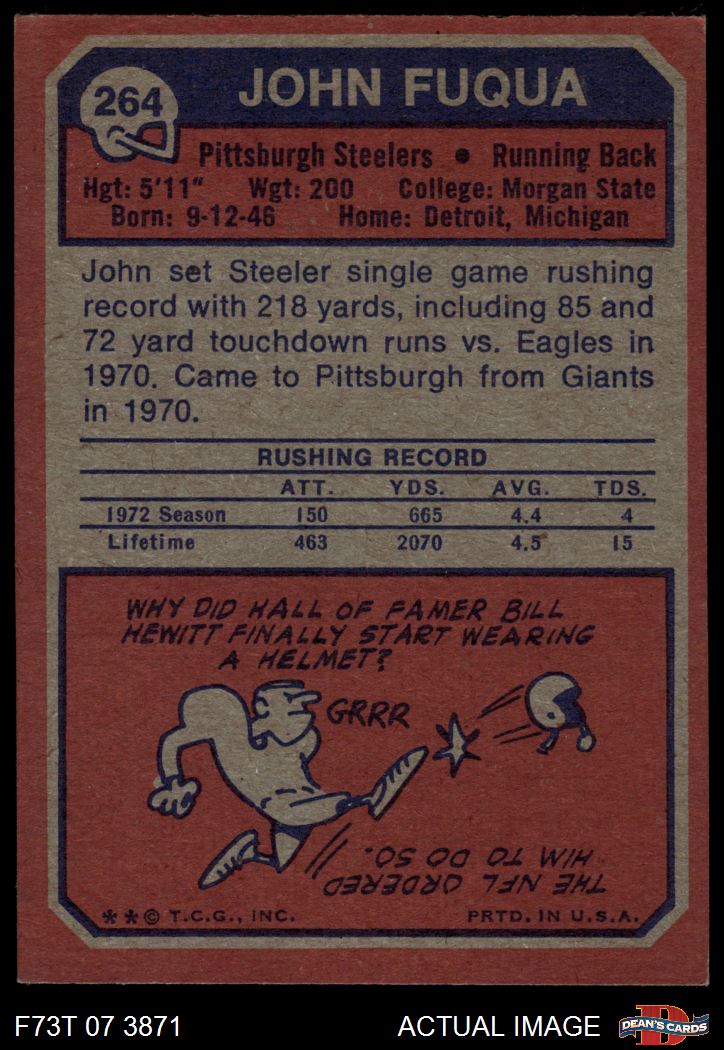 264
JOHN FUQUA
Pittsburgh Steelers • Running Back
Hgt: 5'11" Wgt: 200 College: Morgan State
Born: 9-12-46 Home: Detroit, Michigan
John set Steeler single game rushing
record with 218 yards, including 85 and
72 yard touchdown runs vs. Eagles in
1970. Came to Pittsburgh from Giants
in 1970.
RUSHING RECORD
ATT. YDS. AVG. TDS.
1972 Season 150 665 4.4 4
Lifetime 463 2070 4.5 15
WHY DID HALL OF FAMER BILL
HEWITT FINALLY START WEARING
A HELMET?
GRRR
THE NFL ORDERED
HIM TO DO SO.
**© T.C.G., INC. PRTD. IN U.S.A.
F73T 07 3871 ACTUAL IMAGE
D
DEAN'S CARDS